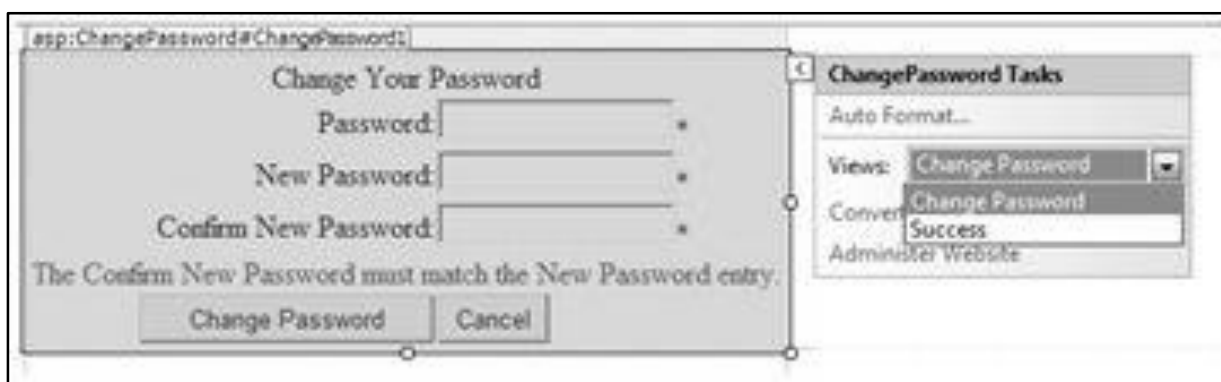 asp:ChangePassword#ChangePassword1
Change Your Password
Password: *
New Password: *
Confirm New Password: *
The Confirm New Password must match the New Password entry.
Change Password Cancel
ChangePassword Tasks
Auto Format...
Views: Change Password
Change Password
Success
Conver
Administer Website